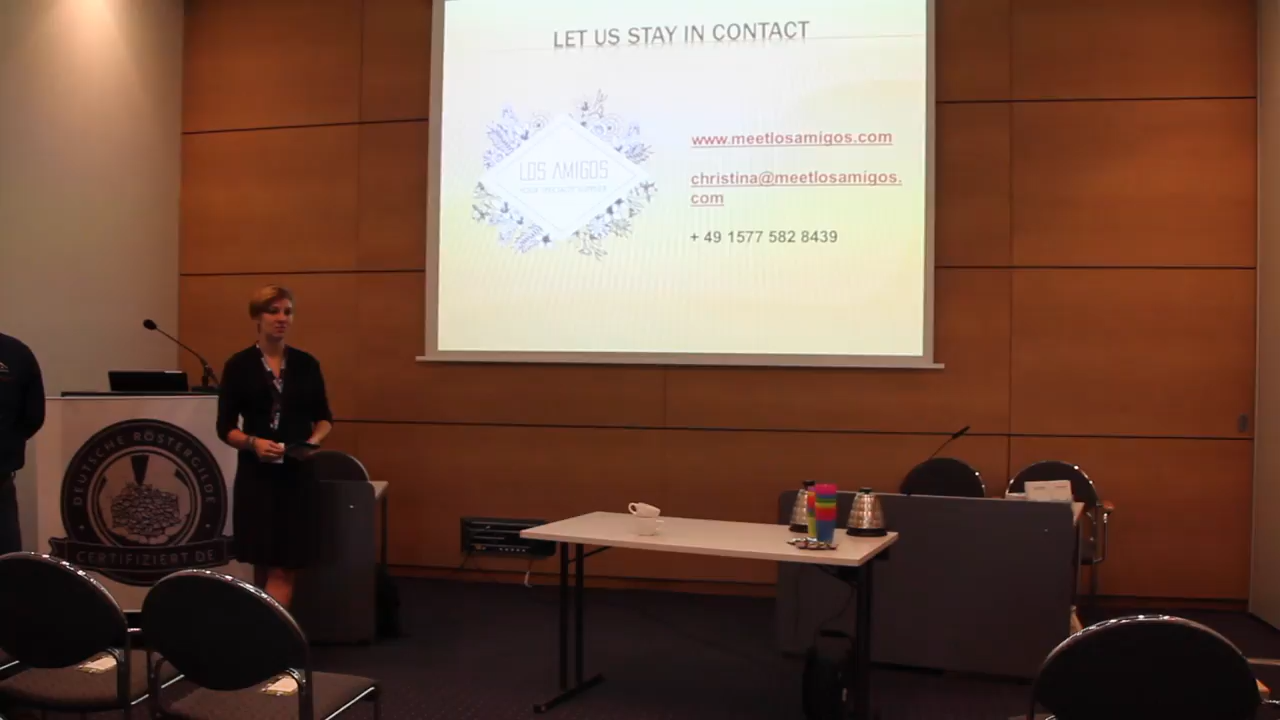 LET US STAY IN CONTACT
LOS AMIGOS
www.meetlosamigos.com
christina@meetlosamigos.
com
+ 49 1577 582 8439
DEUTSCHE RÖSTERGILDE
CERTIFIZIERT.DE